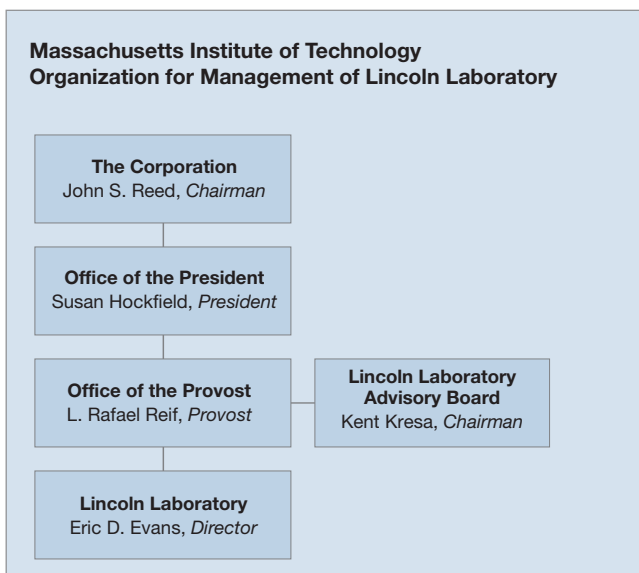 Massachusetts Institute of Technology
Organization for Management of Lincoln Laboratory
The Corporation
John S. Reed, Chairman
Office of the President
Susan Hockfield, President
Office of the Provost
L. Rafael Reif, Provost
Lincoln Laboratory
Advisory Board
Kent Kresa, Chairman
Lincoln Laboratory
Eric D. Evans, Director